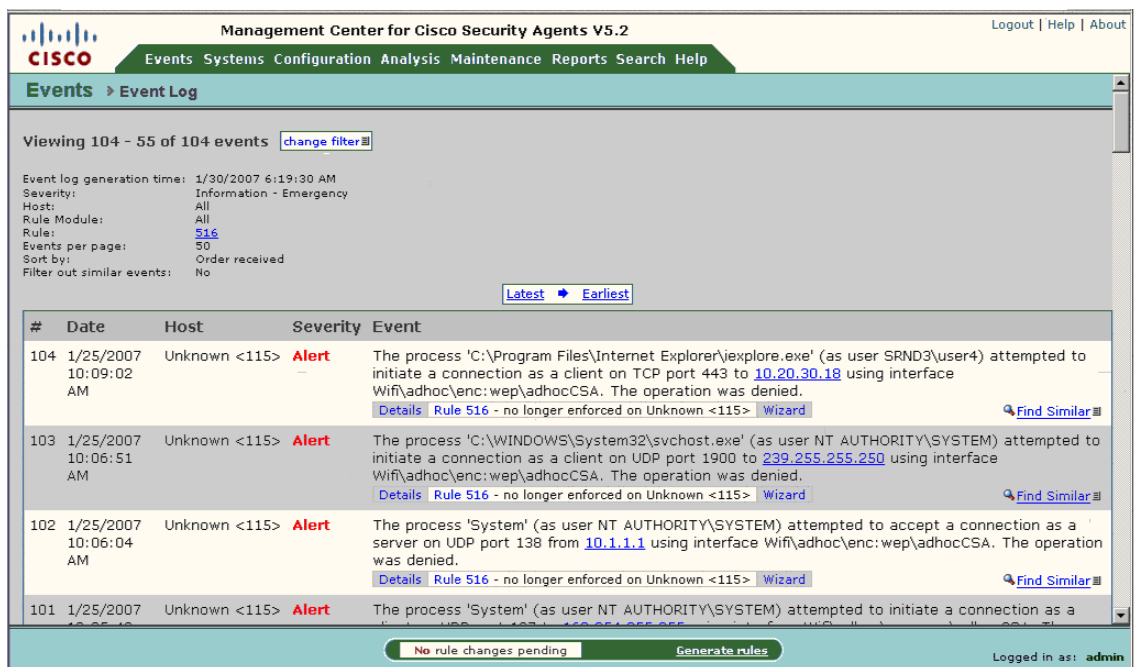 Logout | Help | About
Management Center for Cisco Security Agents V5.2
CISCO
Events Systems Configuration Analysis Maintenance Reports Search Help
Events > Event Log
Viewing 104 - 55 of 104 events change filter
Event log generation time: 1/30/2007 6:19:30 AM
Severity: Information - Emergency
Host: All
Rule Module: All
Rule: 516
Events per page: 50
Sort by: Order received
Filter out similar events: No
Latest Earliest
# Date Host Severity Event
104 1/25/2007 Unknown <115> Alert The process 'C:\Program Files\Internet Explorer\iexplore.exe' (as user SRND3\user4) attempted to
10:09:02 initiate a connection as a client on TCP port 443 to 10.20.30.18 using interface
AM Wifi\adhoc\enc:wep\adhocCSA. The operation was denied.
Details Rule 516 - no longer enforced on Unknown <115> Wizard Find Similar
103 1/25/2007 Unknown <115> Alert The process 'C:\WINDOWS\System32\svchost.exe' (as user NT AUTHORITY\SYSTEM) attempted to
10:06:51 initiate a connection as a client on UDP port 1900 to 239.255.255.250 using interface
AM Wifi\adhoc\enc:wep\adhocCSA. The operation was denied.
Details Rule 516 - no longer enforced on Unknown <115> Wizard Find Similar
102 1/25/2007 Unknown <115> Alert The process 'System' (as user NT AUTHORITY\SYSTEM) attempted to accept a connection as a
10:06:04 server on UDP port 138 from 10.1.1.1 using interface Wifi\adhoc\enc:wep\adhocCSA. The operation
AM was denied.
Details Rule 516 - no longer enforced on Unknown <115> Wizard Find Similar
101 1/25/2007 Unknown <115> Alert The process 'System' (as user NT AUTHORITY\SYSTEM) attempted to initiate a connection as a
No rule changes pending Generate rules
Logged in as: admin